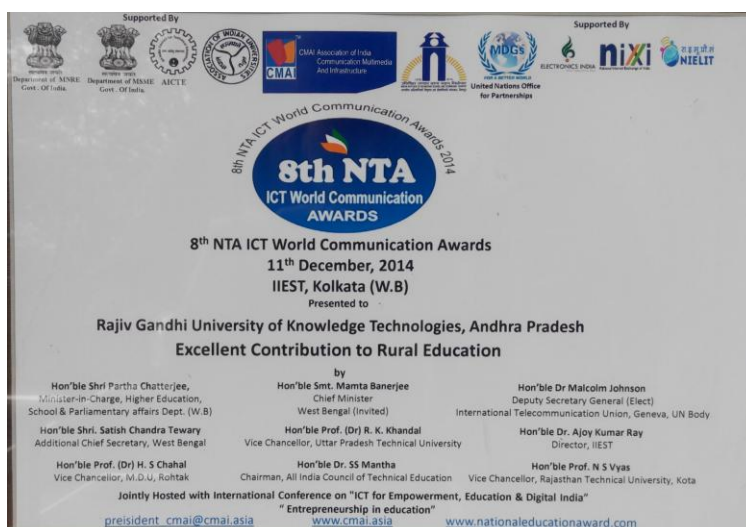 Supported By
Supported By
Department of MNRE
Govt. Of India.
Department of MSME
Govt. Of India.
AICTE
ASSOCIATION OF INDIAN UNIVERSITIES
CMAI
CMAI Association of India
Communication Multimedia
And Infrastructure
MDGs
FOR A BETTER WORLD
United Nations Office
for Partnerships
ELECTRONICS INDIA
nixi
NIELIT
8th NTA ICT World Communication Awards 2014
8th NTA
ICT World Communication
AWARDS
8th NTA ICT World Communication Awards
11th December, 2014
IIEST, Kolkata (W.B)
Presented to
Rajiv Gandhi University of Knowledge Technologies, Andhra Pradesh
Excellent Contribution to Rural Education
by
Hon'ble Shri Partha Chatterjee,
Minister-in-Charge, Higher Education,
School & Parliamentary affairs Dept. (W.B)
Hon'ble Smt. Mamta Banerjee
Chief Minister
West Bengal (Invited)
Hon'ble Dr Malcolm Johnson
Deputy Secretary General (Elect)
International Telecommunication Union, Geneva, UN Body
Hon'ble Shri. Satish Chandra Tewary
Additional Chief Secretary, West Bengal
Hon'ble Prof. (Dr) R. K. Khandal
Vice Chancellor, Uttar Pradesh Technical University
Hon'ble Dr. Ajoy Kumar Ray
Director, IIEST
Hon'ble Prof. (Dr) H. S Chahal
Vice Chancellor, M.D.U, Rohtak
Hon'ble Dr. SS Mantha
Chairman, All India Council of Technical Education
Hon'ble Prof. N S Vyas
Vice Chancellor, Rajasthan Technical University, Kota
Jointly Hosted with International Conference on "ICT for Empowerment, Education & Digital India"
" Entrepreneurship in education"
preisident_cmai@cmai.asia
www.cmai.asia
www.nationaleducationaward.com